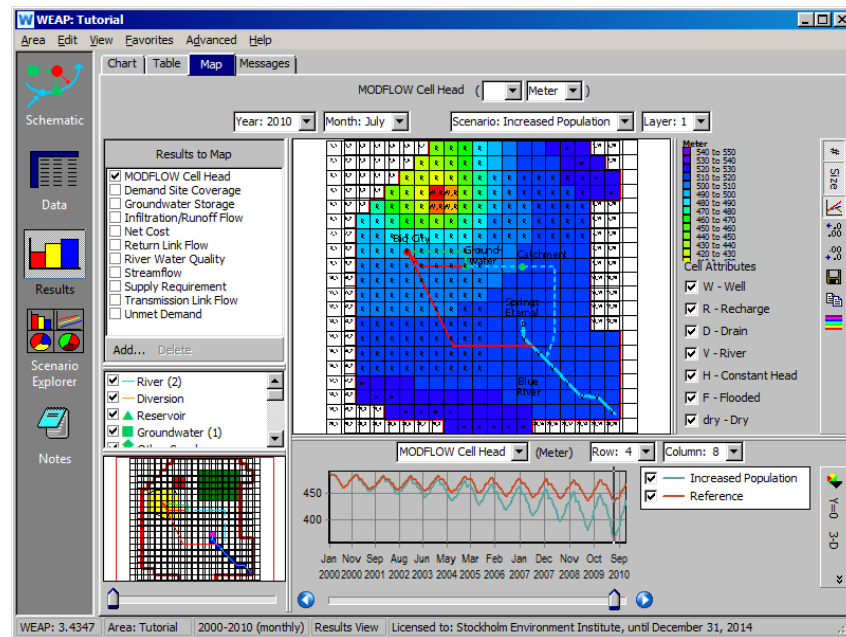 WEAP: Tutorial
Area Edit View Favorites Advanced Help
Chart Table Map Messages
MODFLOW Cell Head ( Meter )
Year: 2010 Month: July Scenario: Increased Population Layer: 1
Schematic
Data
Results
Scenario
Explorer
Notes
Results to Map
MODFLOW Cell Head
Demand Site Coverage
Groundwater Storage
Infiltration/Runoff Flow
Net Cost
Return Link Flow
River Water Quality
Streamflow
Supply Requirement
Transmission Link Flow
Unmet Demand
Add... Delete
River (2)
Diversion
Reservoir
Groundwater (1)
Big City
Ground-
water
Catchment
Springs
Eternal
Blue
River
Meter
540 to 550
530 to 540
520 to 530
510 to 520
500 to 510
490 to 500
480 to 490
470 to 480
460 to 470
450 to 460
440 to 450
430 to 440
420 to 430
Cell Attributes
W - Well
R - Recharge
D - Drain
V - River
H - Constant Head
F - Flooded
dry - Dry
#
Size
MODFLOW Cell Head (Meter) Row: 4 Column: 8
450
400
Jan Nov Sep Aug Jun May Mar Feb Jan Dec Nov Oct Sep
2000 2000 2001 2002 2003 2004 2005 2006 2007 2007 2008 2009 2010
Increased Population
Reference
Y=0
3-D
WEAP: 3.4347 Area: Tutorial 2000-2010 (monthly) Results View Licensed to: Stockholm Environment Institute, until December 31, 2014